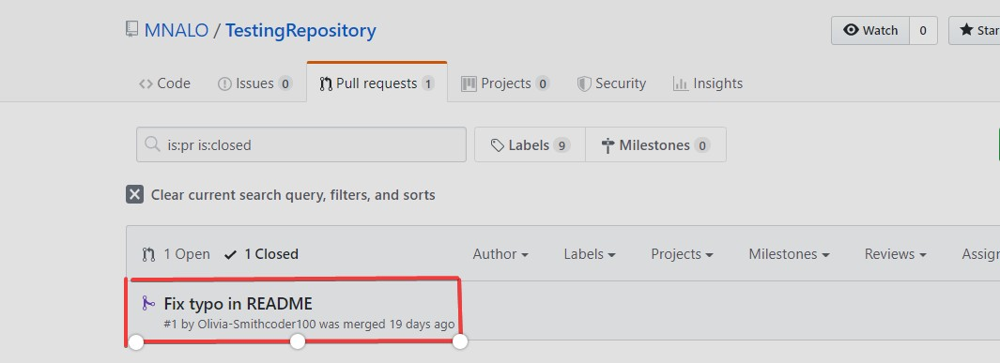 MNALO / TestingRepository
Watch 0 Star
Code Issues 0 Pull requests 1 Projects 0 Security Insights
is:pr is:closed Labels 9 Milestones 0
Clear current search query, filters, and sorts
1 Open 1 Closed Author Labels Projects Milestones Reviews Assig
Fix typo in README
#1 by Olivia-Smithcoder100 was merged 19 days ago